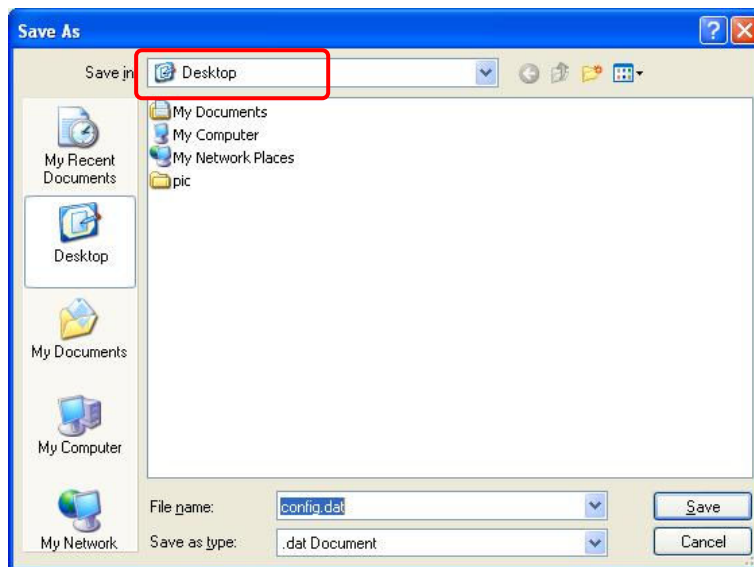 Save As
Save in
Desktop
My Documents
My Computer
My Network Places
pic
My Recent
Documents
Desktop
My Documents
My Computer
My Network
File name:
config.dat
Save
Save as type:
.dat Document
Cancel